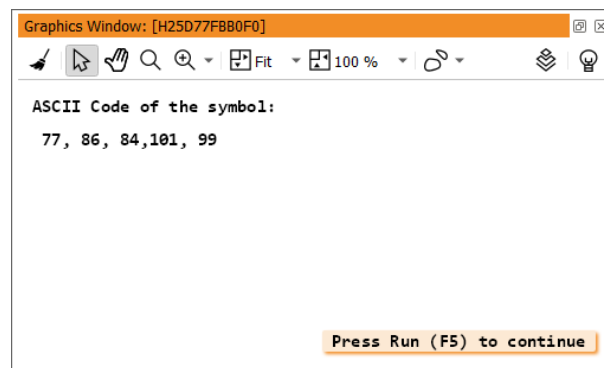 Graphics Window: [H25D77FBB0F0]
Fit 100 %
ASCII Code of the symbol:
77, 86, 84,101, 99
Press Run (F5) to continue